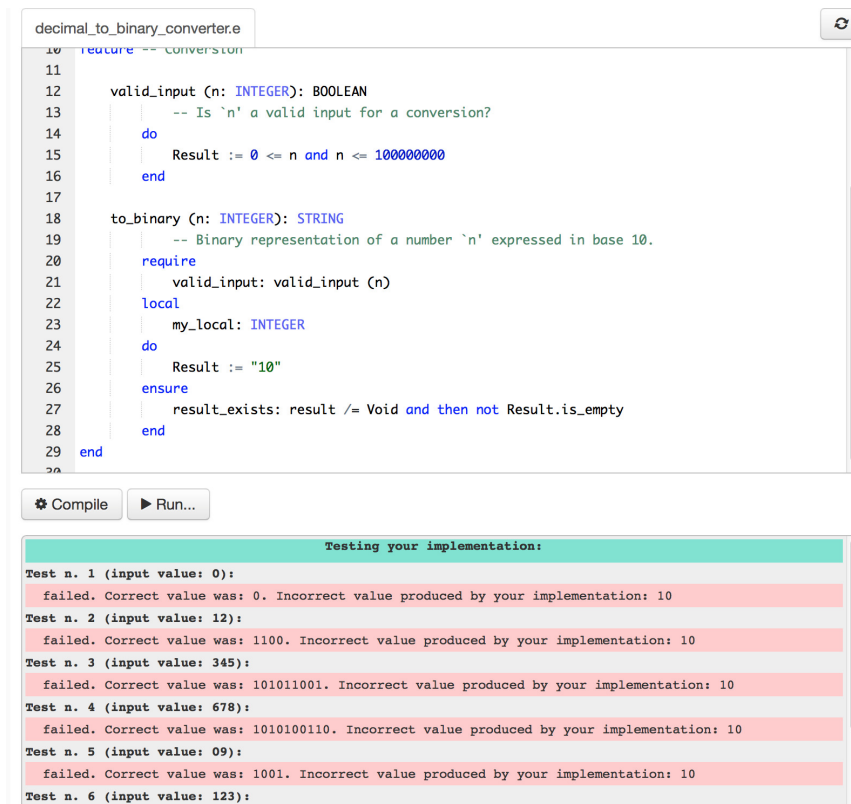 decimal_to_binary_converter.e
10 feature -- Conversion
11
12 valid_input (n: INTEGER): BOOLEAN
13 -- Is `n' a valid input for a conversion?
14 do
15 Result := 0 <= n and n <= 100000000
16 end
17
18 to_binary (n: INTEGER): STRING
19 -- Binary representation of a number `n' expressed in base 10.
20 require
21 valid_input: valid_input (n)
22 local
23 my_local: INTEGER
24 do
25 Result := "10"
26 ensure
27 result_exists: result /= Void and then not Result.is_empty
28 end
29 end
30
Compile Run...
Testing your implementation:
Test n. 1 (input value: 0):
failed. Correct value was: 0. Incorrect value produced by your implementation: 10
Test n. 2 (input value: 12):
failed. Correct value was: 1100. Incorrect value produced by your implementation: 10
Test n. 3 (input value: 345):
failed. Correct value was: 101011001. Incorrect value produced by your implementation: 10
Test n. 4 (input value: 678):
failed. Correct value was: 1010100110. Incorrect value produced by your implementation: 10
Test n. 5 (input value: 09):
failed. Correct value was: 1001. Incorrect value produced by your implementation: 10
Test n. 6 (input value: 123):